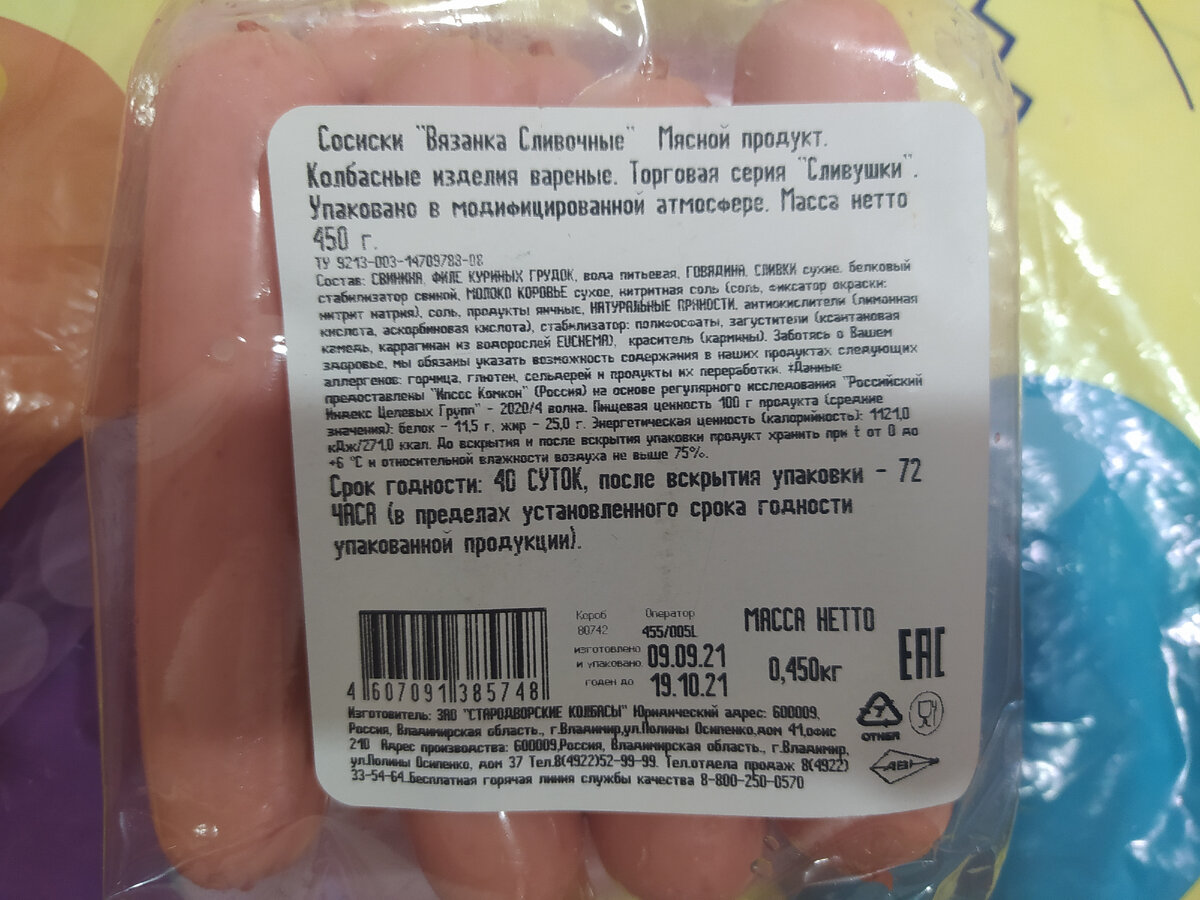 Сосиски "Вязанка Сливочные" Мясной продукт.
Колбасные изделия вареные. Торговая серия "Сливушки".
Упаковано в модифицированной атмосфере. Масса нетто
450 г.
ТУ 9213-003-14709783-08
Состав: СВИНИНА, ФИЛЕ КУРИНЫХ ГРУДОК, вода питьевая, ГОВЯДИНА, СЛИВКИ сухие, белковый
стабилизатор свиной, МОЛОКО КОРОВЬЕ сухое, нитритная соль (соль, фиксатор окраски:
нитрит натрия), соль, продукты яичные, НАТУРАЛЬНЫЕ ПРЯНОСТИ, антиокислители (лимонная
кислота, аскорбиновая кислота), стабилизатор: полифосфаты, загустители (ксантановая
камедь, каррагинан из водорослей EUCHEMA), краситель (кармины). Заботясь о Вашем
здоровье, мы обязаны указать возможность содержания в наших продуктах следующих
аллергенов: горчица, глютен, сельдерей и продукты их переработки. *Данные
предоставлены "Ипсос Комкон" (Россия) на основе регулярного исследования "Российский
Индекс Целевых Групп" - 2020/4 волна. Пищевая ценность 100 г продукта (средние
значения): белок - 11,5 г, жир - 25,0 г. Энергетическая ценность (калорийность): 1121,0
кДж/271,0 ккал. До вскрытия и после вскрытия упаковки продукт хранить при t от 0 до
+6 °С и относительной влажности воздуха не выше 75%.
Срок годности: 40 СУТОК, после вскрытия упаковки - 72
ЧАСА (в пределах установленного срока годности
упакованной продукции).
Короб Оператор
80742 455/005L
МАССА НЕТТО
изготовлено
и упаковано 09.09.21
годен до 19.10.21
0,450кг
EAC
4 607091 385748
7
ОТНЕЯ
ABI
Изготовитель: ЗАО "СТАРОДВОРСКИЕ КОЛБАСЫ" Юридический адрес: 600009,
Россия, Владимирская область., г.Владимир,ул.Полины Осипенко,дом 41,офис
210 Адрес производства: 600009,Россия, Владимирская область., г.Владимир,
ул.Полины Осипенко, дом 37 Тел.8(4922)52-99-99. Тел.отдела продаж 8(4922)
33-54-64.Бесплатная горячая линия службы качества 8-800-250-0570